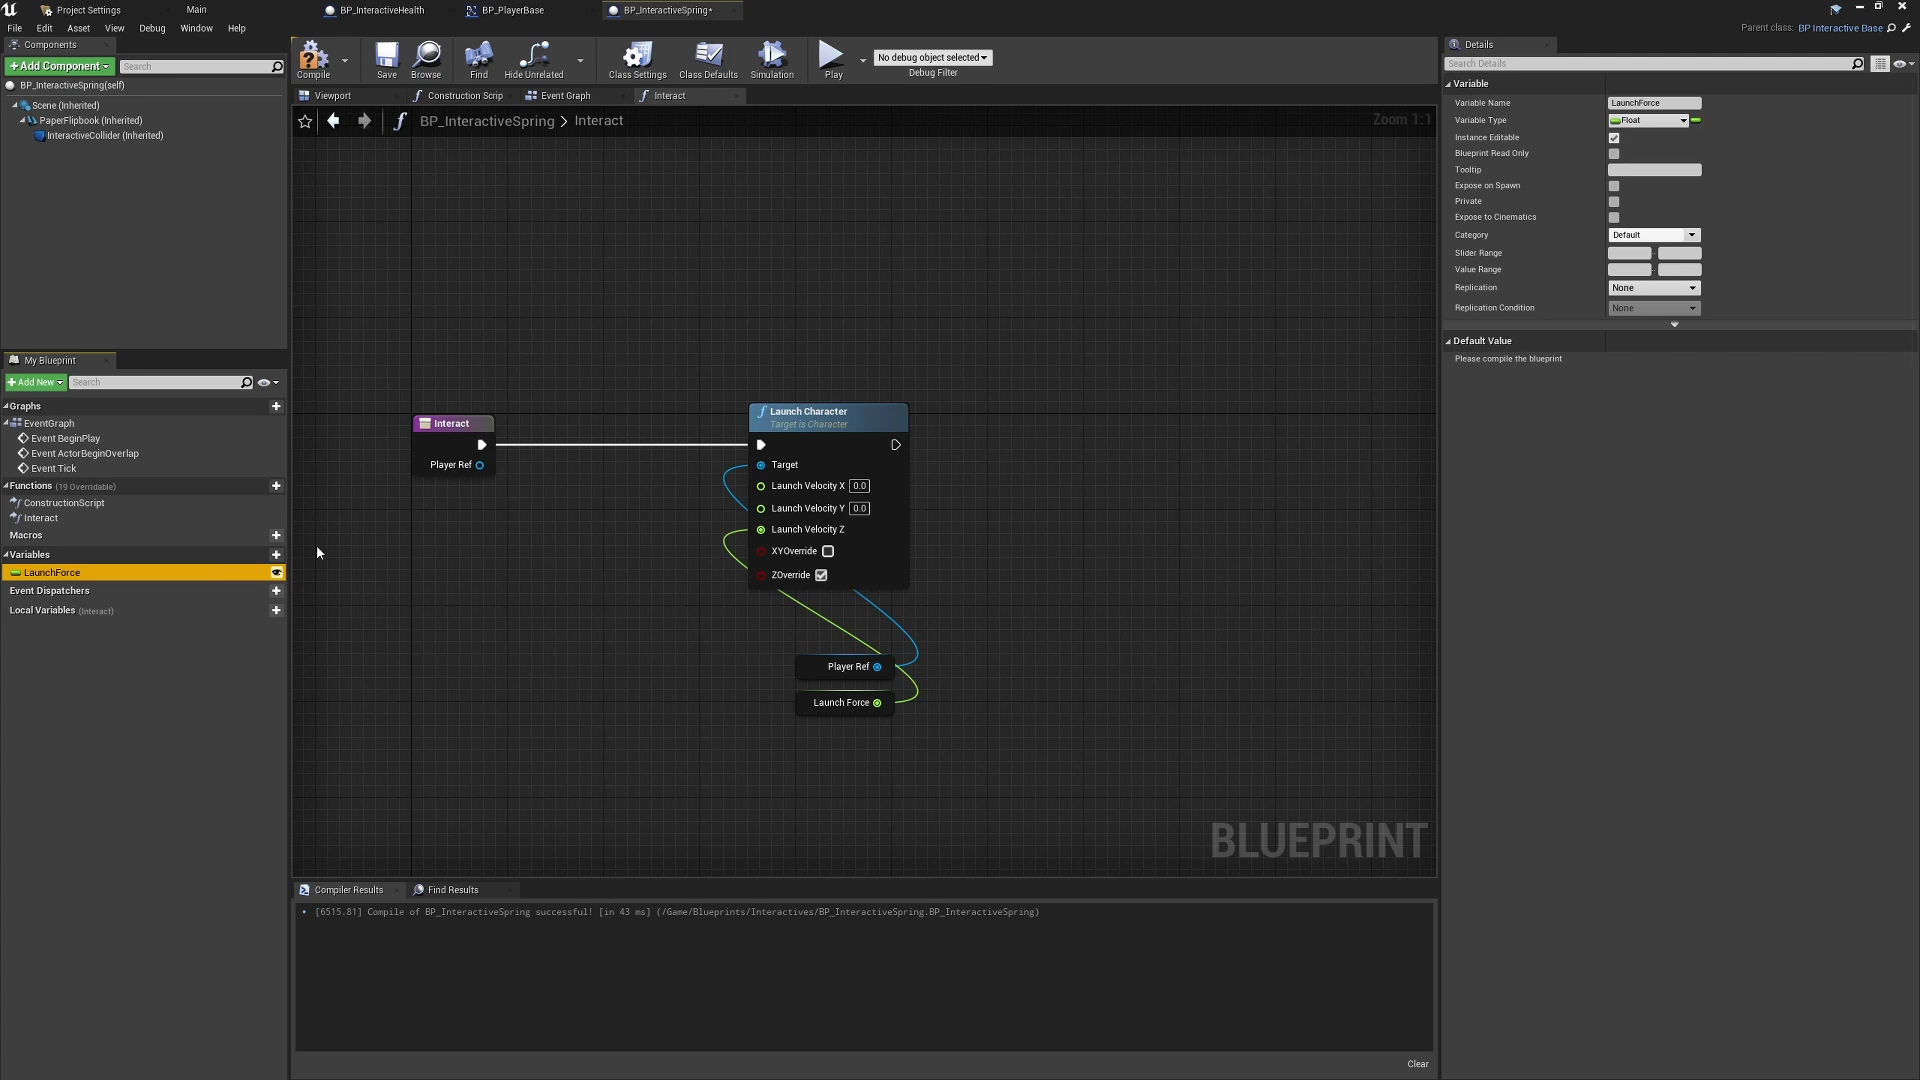 Project Settings
Main
BP_InteractiveHealth
BP_PlayerBase
BP_InteractiveSpring*
File Edit Asset View Debug Window Help
Parent class: BP Interactive Base
Components
+Add Component
Search
BP_InteractiveSpring(self)
Scene (Inherited)
PaperFlipbook (Inherited)
InteractiveCollider (Inherited)
My Blueprint
+Add New
Search
Graphs
EventGraph
Event BeginPlay
Event ActorBeginOverlap
Event Tick
Functions (19 Overridable)
ConstructionScript
Interact
Macros
Variables
LaunchForce
Event Dispatchers
Local Variables (Interact)
Compile
Save
Browse
Find
Hide Unrelated
Class Settings
Class Defaults
Simulation
Play
No debug object selected
Debug Filter
Viewport
Construction Scrip
Event Graph
Interact
BP_InteractiveSpring > Interact
Zoom 1:1
Interact
Player Ref
Launch Character
Target is Character
Target
Launch Velocity X 0.0
Launch Velocity Y 0.0
Launch Velocity Z
XYOverride
ZOverride
Player Ref
Launch Force
BLUEPRINT
Compiler Results
Find Results
[6515.81] Compile of BP_InteractiveSpring successful! [in 43 ms] (/Game/Blueprints/Interactives/BP_InteractiveSpring.BP_InteractiveSpring)
Clear
Details
Search Details
Variable
Variable Name LaunchForce
Variable Type Float
Instance Editable
Blueprint Read Only
Tooltip
Expose on Spawn
Private
Expose to Cinematics
Category Default
Slider Range
Value Range
Replication None
Replication Condition None
Default Value
Please compile the blueprint